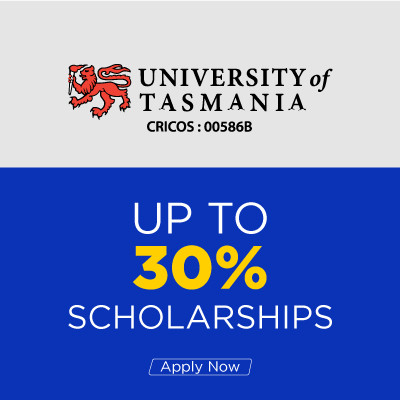 UNIVERSITY of
TASMANIA
CRICOS : 00586B
UP TO
30%
SCHOLARSHIPS
Apply Now